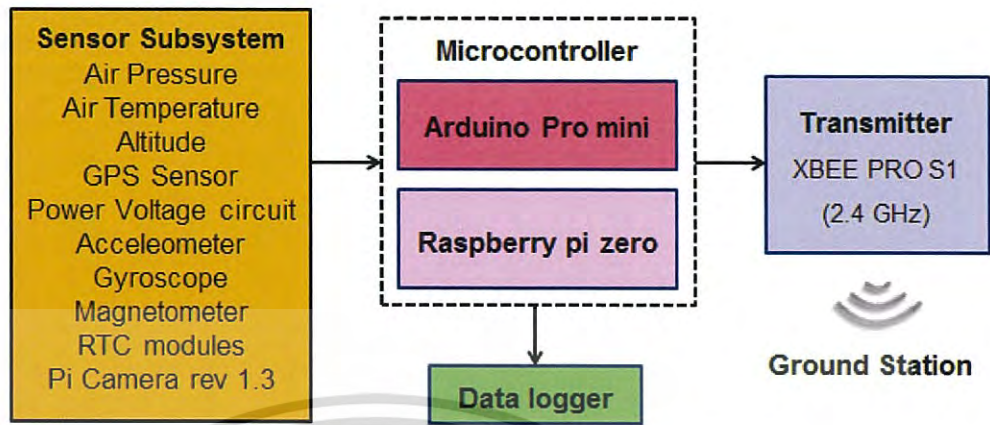 Sensor Subsystem
Air Pressure
Air Temperature
Altitude
GPS Sensor
Power Voltage circuit
Acceleometer
Gyroscope
Magnetometer
RTC modules
Pi Camera rev 1.3
Microcontroller
Arduino Pro mini
Raspberry pi zero
Data logger
Transmitter
XBEE PRO S1
(2.4 GHz)
Ground Station